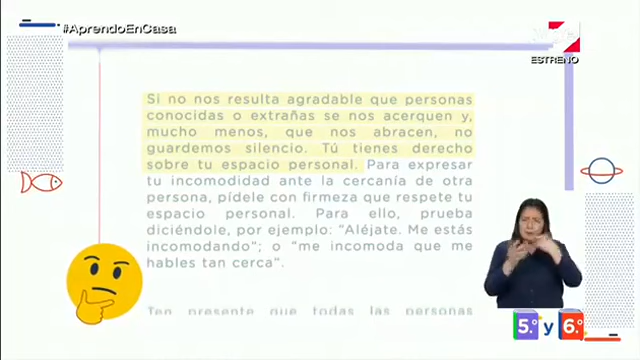 #AprendoEnCasa
ESTRENO
Si no nos resulta agradable que personas
conocidas o extrañas se nos acerquen y,
mucho menos, que nos abracen, no
guardemos silencio. Tú tienes derecho
sobre tu espacio personal. Para expresar
tu incomodidad ante la cercanía de otra
persona, pídele con firmeza que respete tu
espacio personal. Para ello, prueba
diciéndole, por ejemplo: "Aléjate. Me estás
incomodando"; o "me incomoda que me
hables tan cerca".
Ten presente que todas las personas
5.° y 6.°